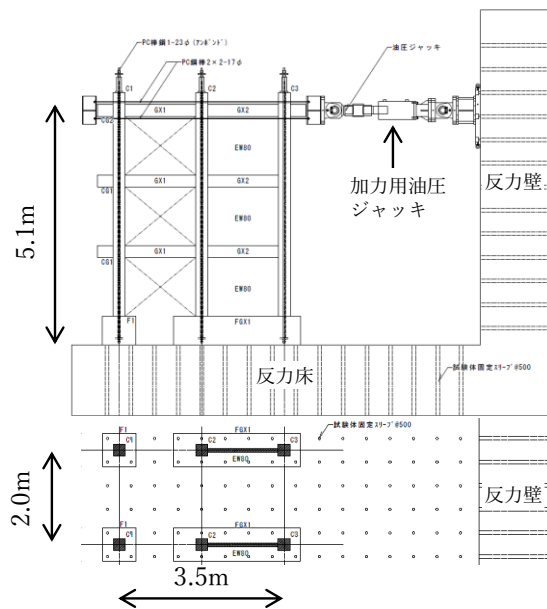 PC棒鋼1-23φ (ｱﾝﾎﾞﾝﾄﾞ)
PC鋼棒2×2-17φ
油圧ジャッキ
C1
C2
C3
GX1
GX2
CG2
EW80
加力用油圧
ジャッキ
反力壁
CG1
GX1
GX2
EW80
5.1m
CG1
GX1
GX2
EW80
F1
FGX1
反力床
試験体固定ｽﾘｰﾌﾞ@500
F1
FGX1
試験体固定ｽﾘｰﾌﾞ@500
C1
C2
C3
EW80
2.0m
反力壁
F1
FGX1
C1
C2
C3
EW80
3.5m